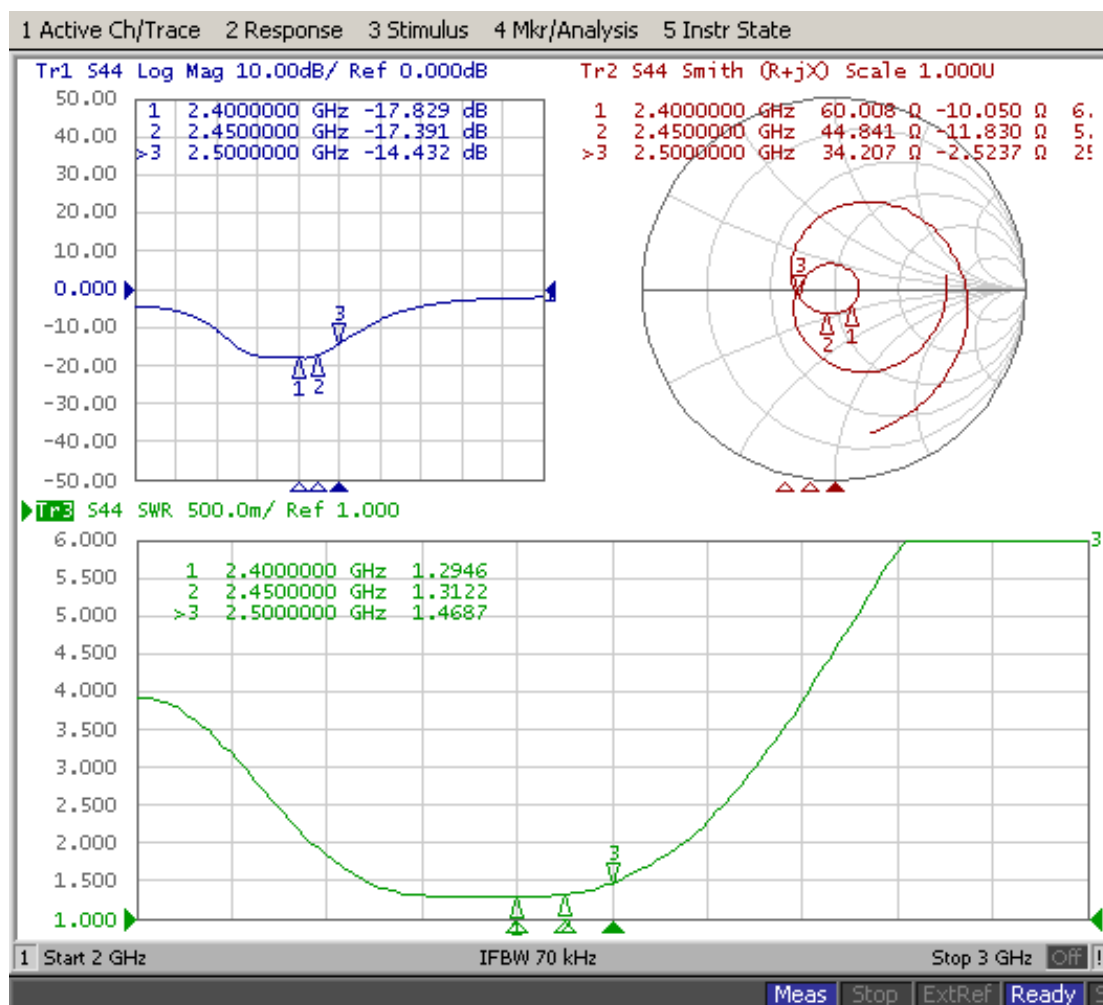 1 Active Ch/Trace 2 Response 3 Stimulus 4 Mkr/Analysis 5 Instr State
Tr1 S44 Log Mag 10.00dB/ Ref 0.000dB
50.00
40.00
30.00
20.00
10.00
0.000
-10.00
-20.00
-30.00
-40.00
-50.00
1 2.4000000 GHz -17.829 dB
2 2.4500000 GHz -17.391 dB
>3 2.5000000 GHz -14.432 dB
3
1 2
Tr2 S44 Smith (R+jX) Scale 1.000U
1 2.4000000 GHz 60.008 Ω -10.050 Ω 6.
2 2.4500000 GHz 44.841 Ω -11.830 Ω 5.
>3 2.5000000 GHz 34.207 Ω -2.5237 Ω
3
2 1
Tr3 S44 SWR 500.0m/ Ref 1.000
6.000
5.500
5.000
4.500
4.000
3.500
3.000
2.500
2.000
1.500
1.000
1 2.4000000 GHz 1.2946
2 2.4500000 GHz 1.3122
>3 2.5000000 GHz 1.4687
3
3
1 Start 2 GHz IFBW 70 kHz Stop 3 GHz Off !
Meas Stop ExtRef Ready